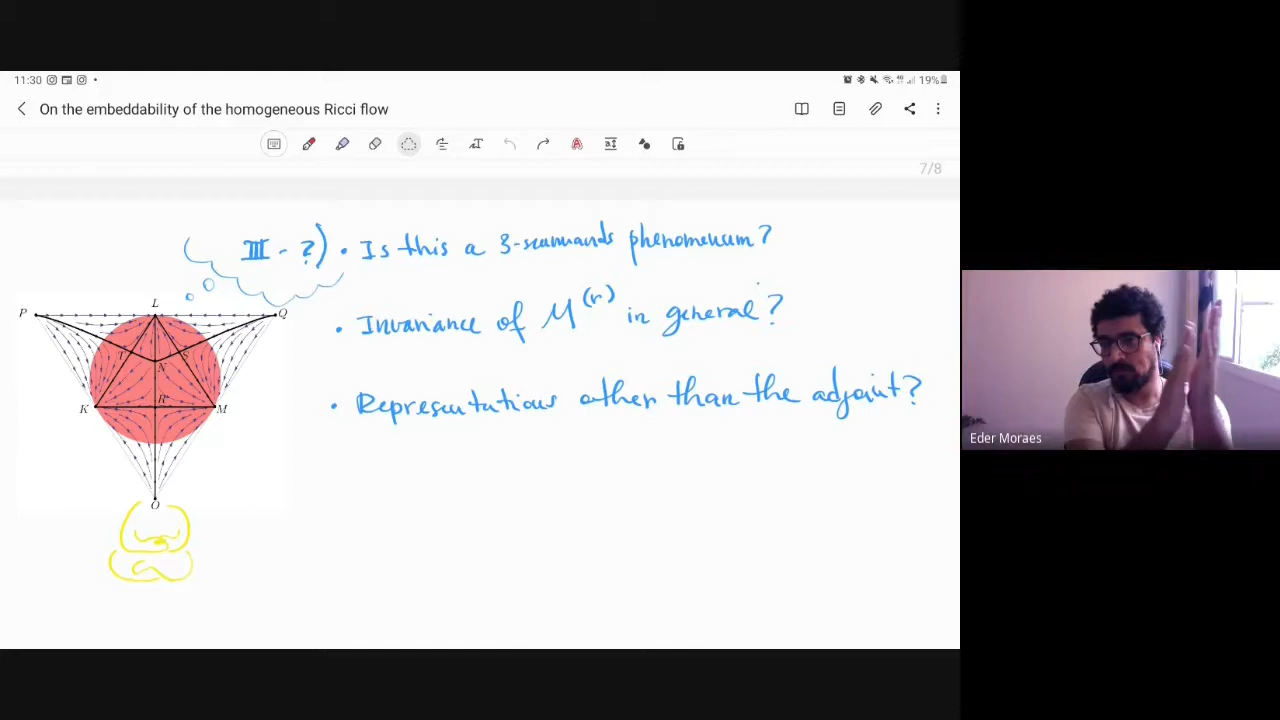 11:30
19%
On the embeddability of the homogeneous Ricci flow
7/8
III - ?) • Is this a 3-summands phenomenum?
• Invariance of M^(r) in general?
• Representations other than the adjoint?
P L Q
T S
N
K R M
O
Eder Moraes